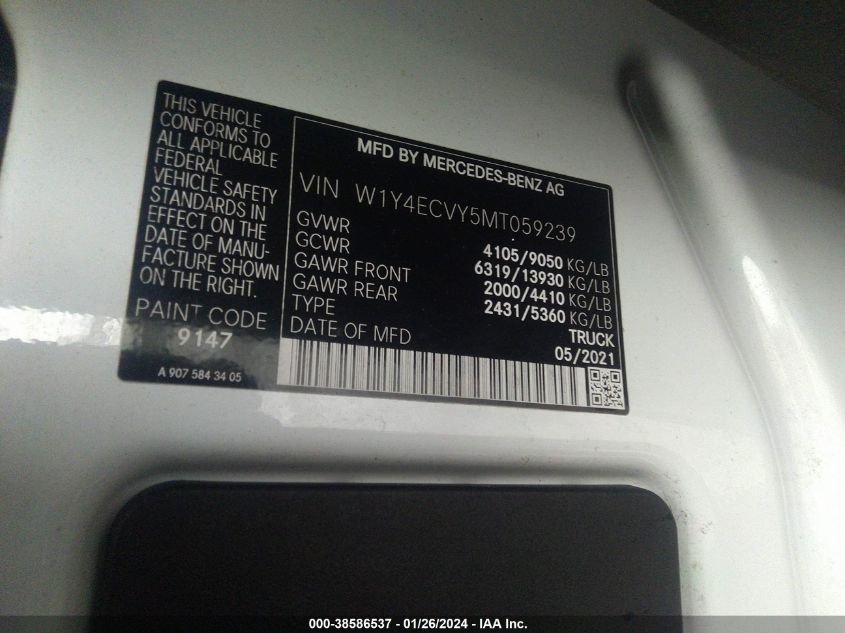 THIS VEHICLE
CONFORMS TO
ALL APPLICABLE
FEDERAL
VEHICLE SAFETY
STANDARDS IN
EFFECT ON THE
DATE OF MANU-
FACTURE SHOWN
ON THE RIGHT.
PAINT CODE
9147
A 907 584 34 05
MFD BY MERCEDES-BENZ AG
VIN W1Y4ECVY5MT059239
GVWR 4105/9050 KG/LB
GCWR 6319/13930 KG/LB
GAWR FRONT 2000/4410 KG/LB
GAWR REAR 2431/5360 KG/LB
TYPE TRUCK
DATE OF MFD 05/2021
000-38586537 - 01/26/2024 - IAA Inc.